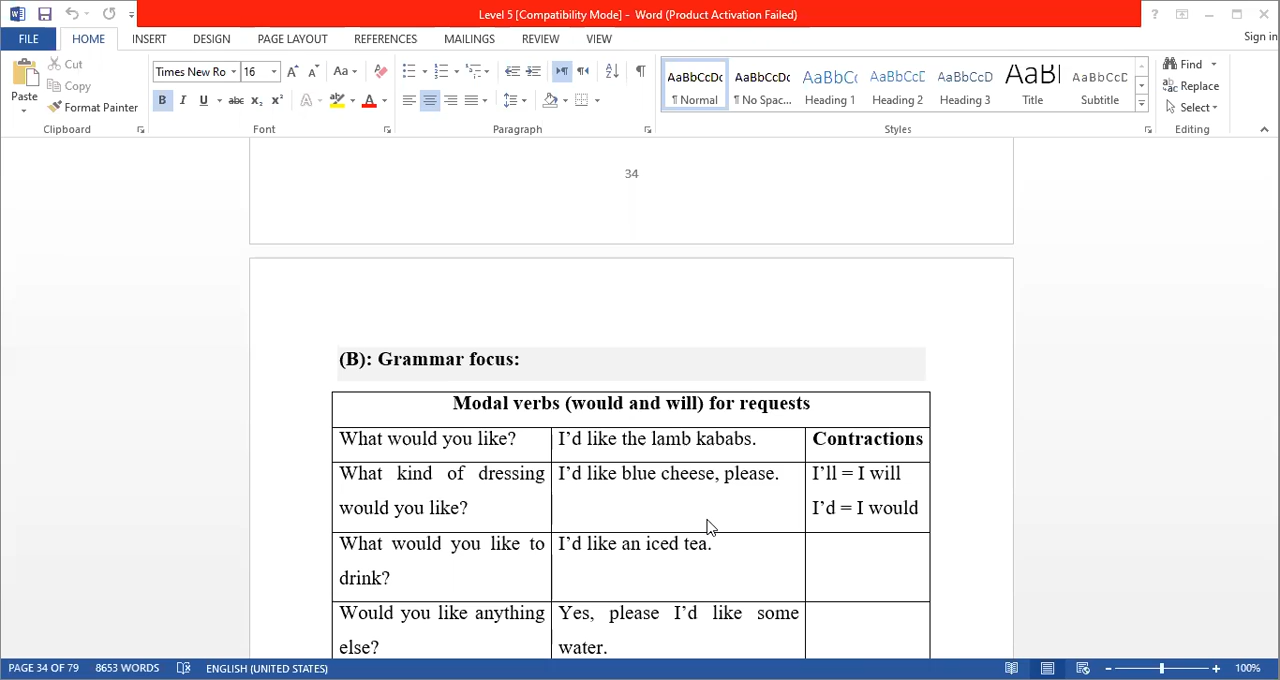 Level 5 [Compatibility Mode] - Word (Product Activation Failed)
?
FILE HOME INSERT DESIGN PAGE LAYOUT REFERENCES MAILINGS REVIEW VIEW Sign in
Paste
Cut
Copy
Format Painter
Clipboard
Times New Ro 16
Font
Paragraph
AaBbCcDc AaBbCcDc AaBbCc AaBbCcD AaBbCcD AaBl AaBbCcD
¶ Normal ¶ No Spac... Heading 1 Heading 2 Heading 3 Title Subtitle
Styles
Find
Replace
Select
Editing
34
(B): Grammar focus:
Modal verbs (would and will) for requests
What would you like? I'd like the lamb kababs. Contractions
What kind of dressing I'd like blue cheese, please. I'll = I will
would you like? I'd = I would
What would you like to I'd like an iced tea.
drink?
Would you like anything Yes, please I'd like some
else? water.
PAGE 34 OF 79 8653 WORDS ENGLISH (UNITED STATES) 100%